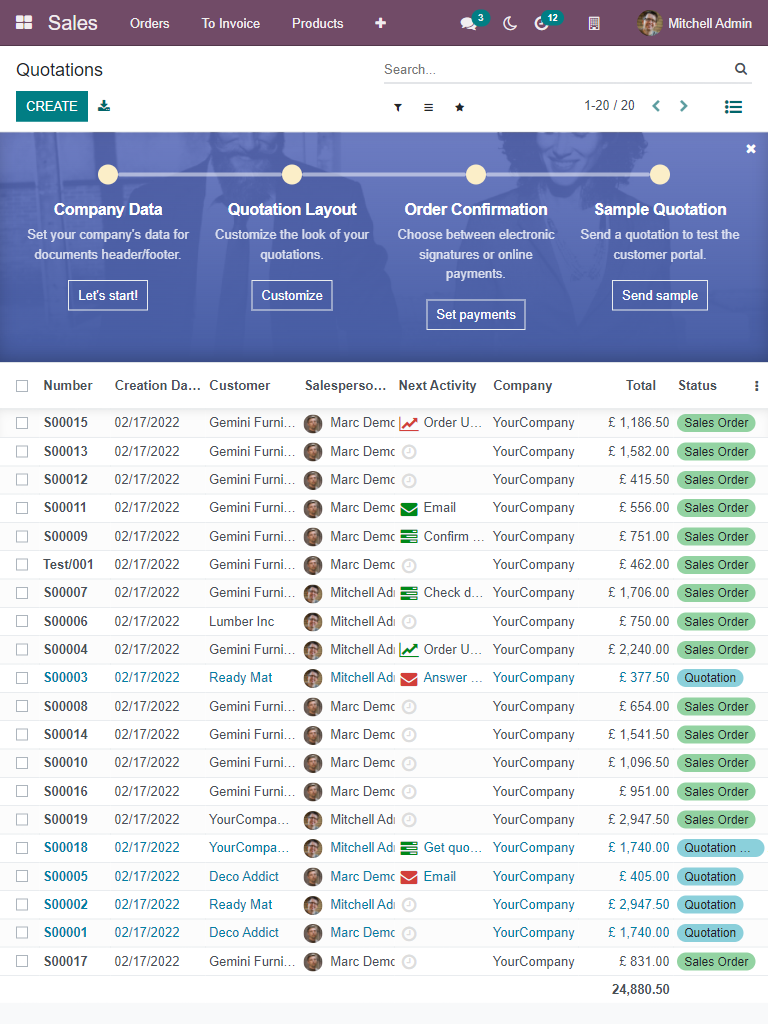 Sales Orders To Invoice Products 3 12 Mitchell Admin
Quotations
Search...
CREATE
1-20 / 20
Company Data Quotation Layout Order Confirmation Sample Quotation
Set your company's data for Customize the look of your Choose between electronic Send a quotation to test the
documents header/footer. quotations. signatures or online customer portal.
payments.
Let's start! Customize Set payments Send sample
Number Creation Da... Customer Salesperso... Next Activity Company Total Status
S00015 02/17/2022 Gemini Furni... Marc Demo Order U... YourCompany £ 1,186.50 Sales Order
S00013 02/17/2022 Gemini Furni... Marc Demo YourCompany £ 1,582.00 Sales Order
S00012 02/17/2022 Gemini Furni... Marc Demo YourCompany £ 415.50 Sales Order
S00011 02/17/2022 Gemini Furni... Marc Demo Email YourCompany £ 556.00 Sales Order
S00009 02/17/2022 Gemini Furni... Marc Demo Confirm ... YourCompany £ 751.00 Sales Order
Test/001 02/17/2022 Gemini Furni... Marc Demo YourCompany £ 462.00 Sales Order
S00007 02/17/2022 Gemini Furni... Mitchell Adi Check d... YourCompany £ 1,706.00 Sales Order
S00006 02/17/2022 Lumber Inc Mitchell Adi YourCompany £ 750.00 Sales Order
S00004 02/17/2022 Gemini Furni... Mitchell Adi Order U... YourCompany £ 2,240.00 Sales Order
S00003 02/17/2022 Ready Mat Mitchell Adi Answer ... YourCompany £ 377.50 Quotation
S00008 02/17/2022 Gemini Furni... Marc Demo YourCompany £ 654.00 Sales Order
S00014 02/17/2022 Gemini Furni... Marc Demo YourCompany £ 1,541.50 Sales Order
S00010 02/17/2022 Gemini Furni... Marc Demo YourCompany £ 1,096.50 Sales Order
S00016 02/17/2022 Gemini Furni... Marc Demo YourCompany £ 951.00 Sales Order
S00019 02/17/2022 YourCompa... Mitchell Adi YourCompany £ 2,947.50 Sales Order
S00018 02/17/2022 YourCompa... Mitchell Adi Get quo... YourCompany £ 1,740.00 Quotation ...
S00005 02/17/2022 Deco Addict Marc Demo Email YourCompany £ 405.00 Quotation
S00002 02/17/2022 Ready Mat Mitchell Adi YourCompany £ 2,947.50 Quotation
S00001 02/17/2022 Deco Addict Marc Demo YourCompany £ 1,740.00 Quotation
S00017 02/17/2022 Gemini Furni... Marc Demo YourCompany £ 831.00 Sales Order
24,880.50